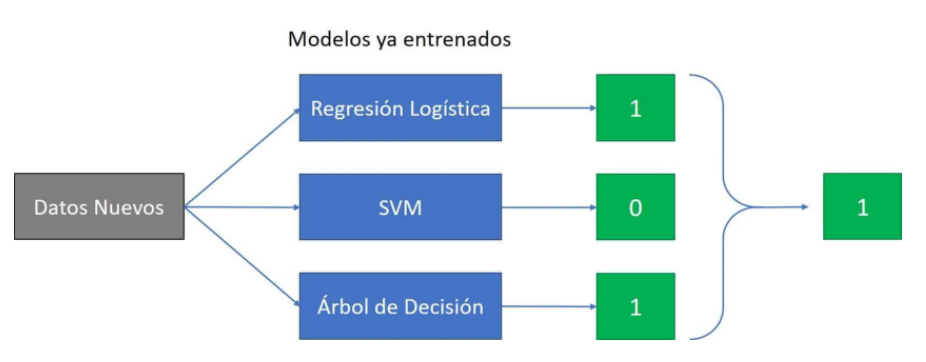 Modelos ya entrenados
Regresión Logística
1
Datos Nuevos
SVM
0
1
Árbol de Decisión
1